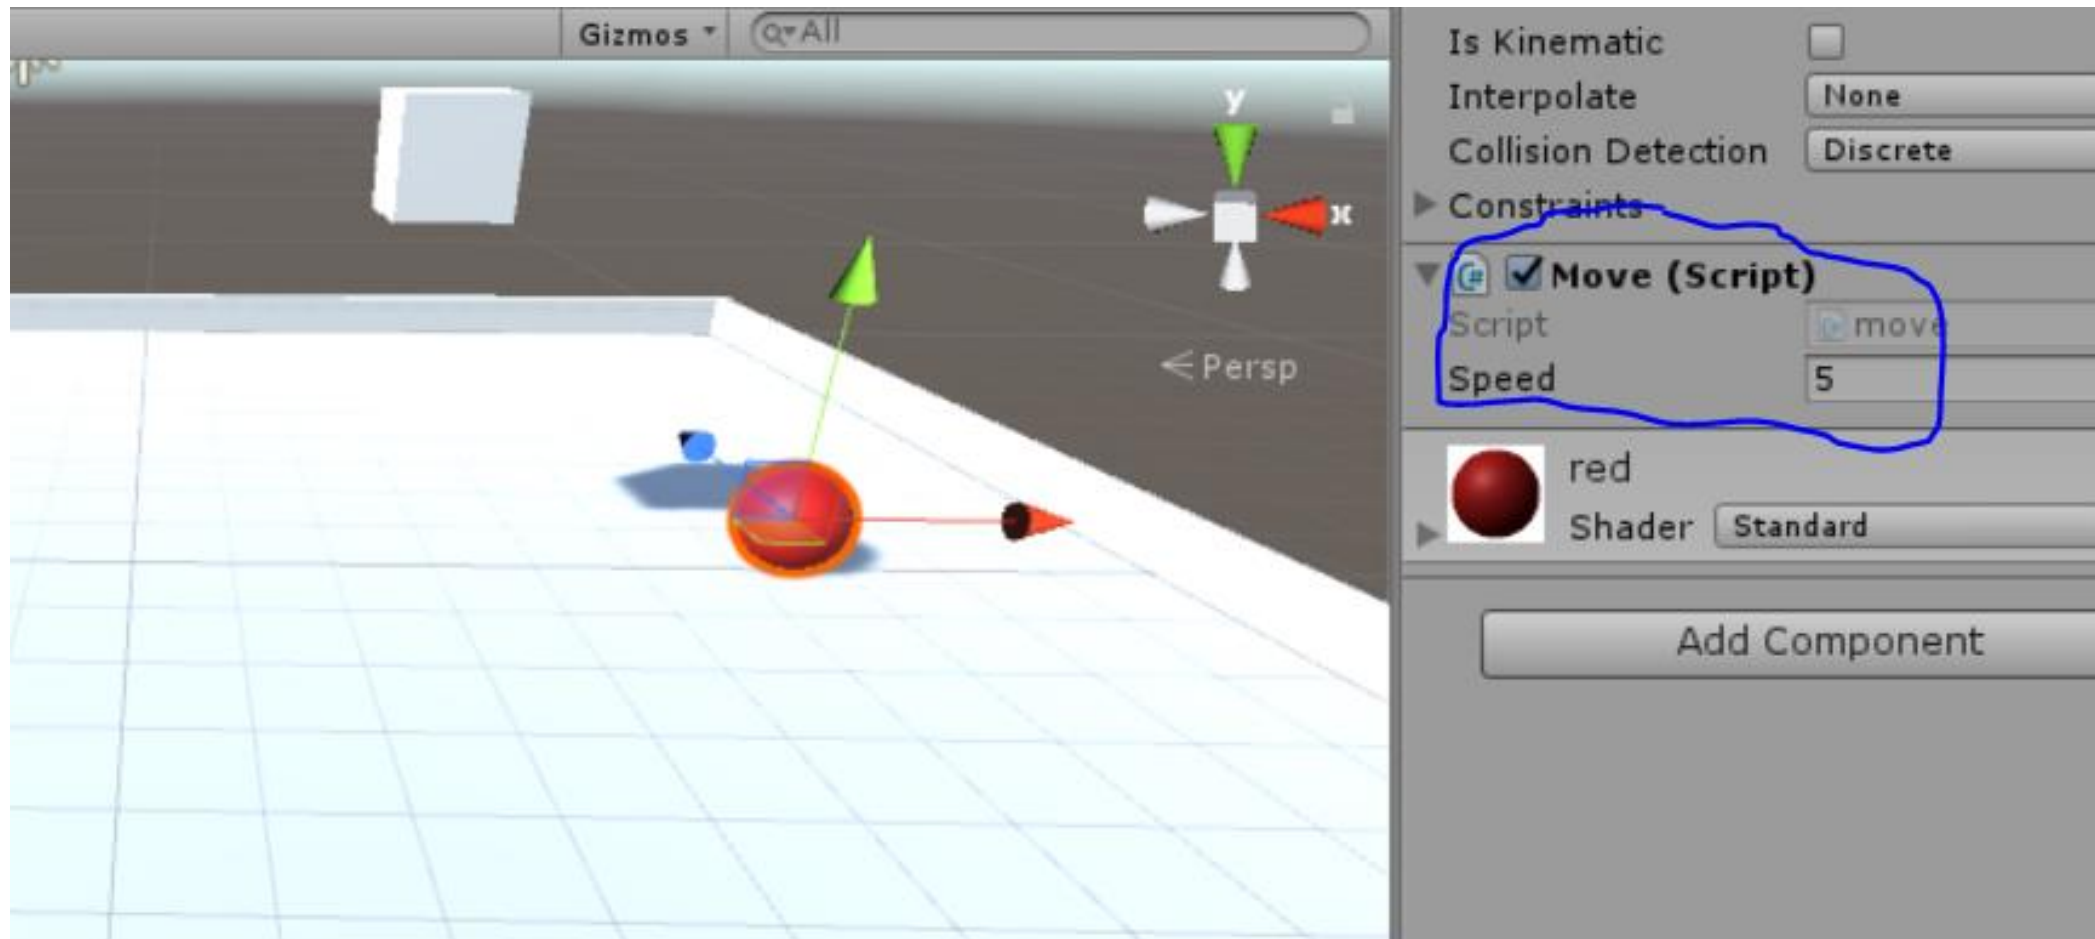 Gizmos
All
y
x
Persp
Is Kinematic
Interpolate None
Collision Detection Discrete
Constraints
Move (Script)
Script move
Speed 5
red
Shader Standard
Add Component